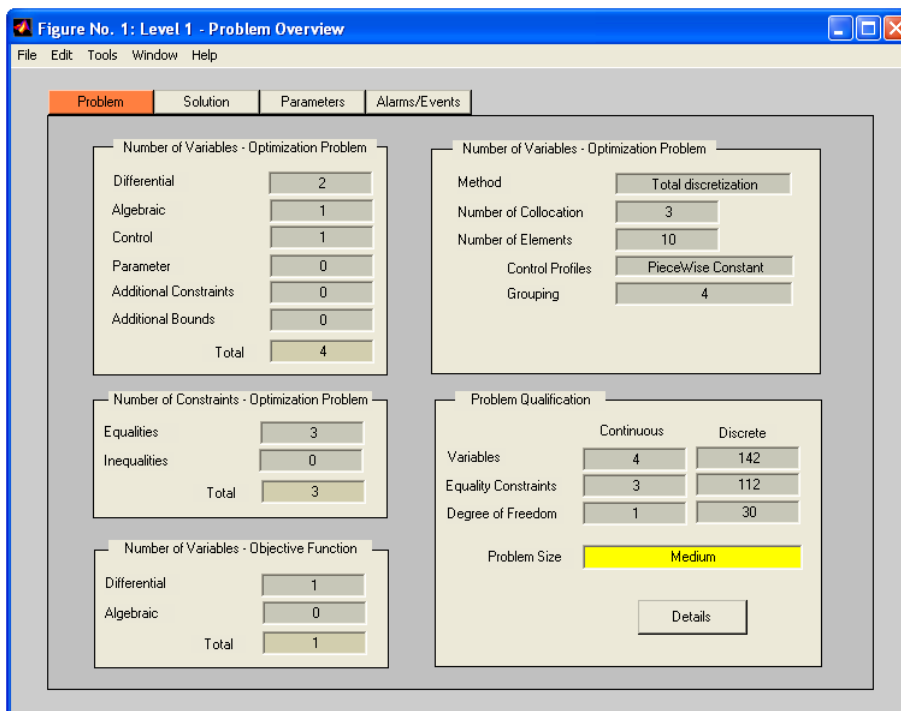 Figure No. 1: Level 1 - Problem Overview
File Edit Tools Window Help
Problem Solution Parameters Alarms/Events
Number of Variables - Optimization Problem
Differential 2
Algebraic 1
Control 1
Parameter 0
Additional Constraints 0
Additional Bounds 0
Total 4
Number of Variables - Optimization Problem
Method Total discretization
Number of Collocation 3
Number of Elements 10
Control Profiles PieceWise Constant
Grouping 4
Number of Constraints - Optimization Problem
Equalities 3
Inequalities 0
Total 3
Problem Qualification
Continuous Discrete
Variables 4 142
Equality Constraints 3 112
Degree of Freedom 1 30
Problem Size Medium
Details
Number of Variables - Objective Function
Differential 1
Algebraic 0
Total 1